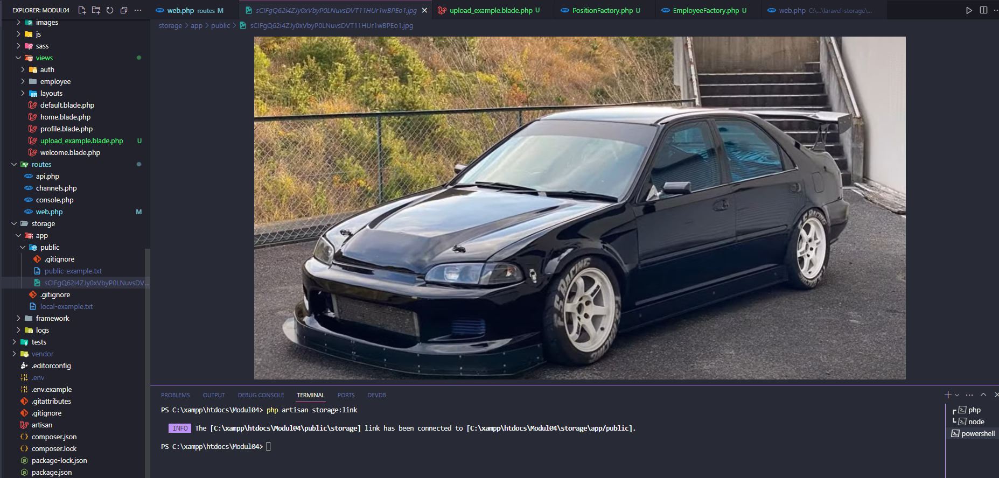 EXPLORER: MODUL04
web.php routes M
sCIFgQ62i4ZJy0xVbyP0LNuvsDVT11HUr1wBPEo1.jpg
upload_example.blade.php U
PositionFactory.php U
EmployeeFactory.php U
web.php C:\...\laravel-storage\...
storage > app > public > sCIFgQ62i4ZJy0xVbyP0LNuvsDVT11HUr1wBPEo1.jpg
images
js
sass
views
auth
employee
layouts
default.blade.php
home.blade.php
profile.blade.php
upload_example.blade.php U
welcome.blade.php
routes
api.php
channels.php
console.php
web.php M
storage
app
public
.gitignore
public-example.txt
sCIFgQ62i4ZJy0xVbyP0LNuvsDV...
.gitignore
local-example.txt
framework
logs
tests
vendor
.editorconfig
.env
.env.example
.gitattributes
.gitignore
artisan
composer.json
composer.lock
package-lock.json
package.json
RACING
PROBLEMS OUTPUT DEBUG CONSOLE TERMINAL PORTS DEVDB
PS C:\xampp\htdocs\Modul04> php artisan storage:link
INFO The [C:\xampp\htdocs\Modul04\public\storage] link has been connected to [C:\xampp\htdocs\Modul04\storage\app/public].
PS C:\xampp\htdocs\Modul04>
php
node
powershell